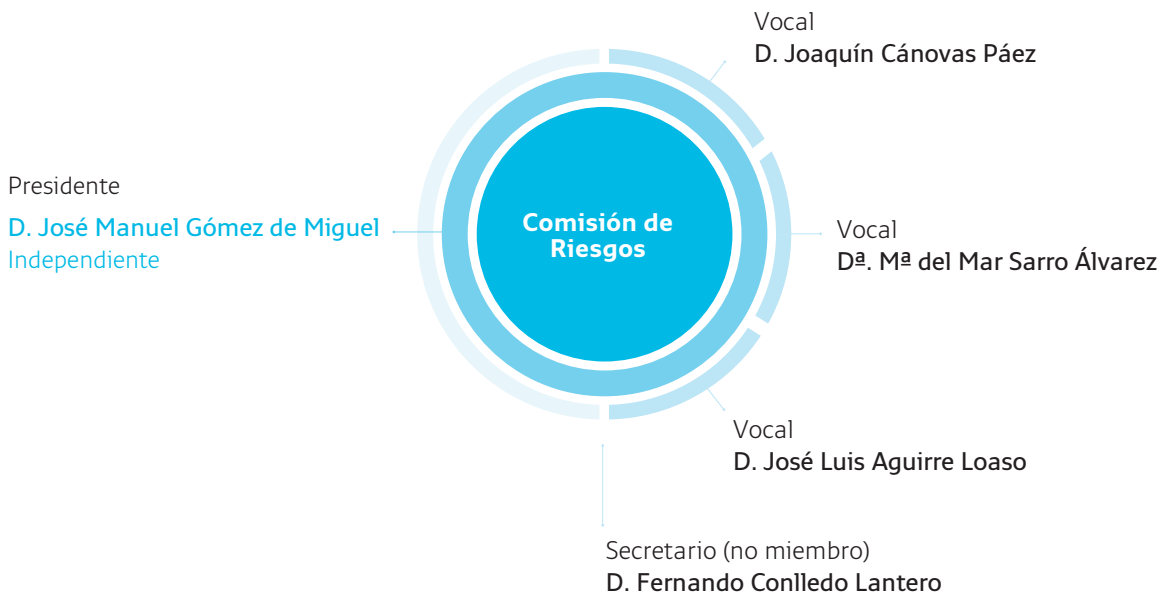 Vocal
D. Joaquín Cánovas Páez
Presidente
D. José Manuel Gómez de Miguel
Independiente
Comisión de
Riesgos
Vocal
Dª. Mª del Mar Sarro Álvarez
Vocal
D. José Luis Aguirre Loaso
Secretario (no miembro)
D. Fernando Conlledo Lantero